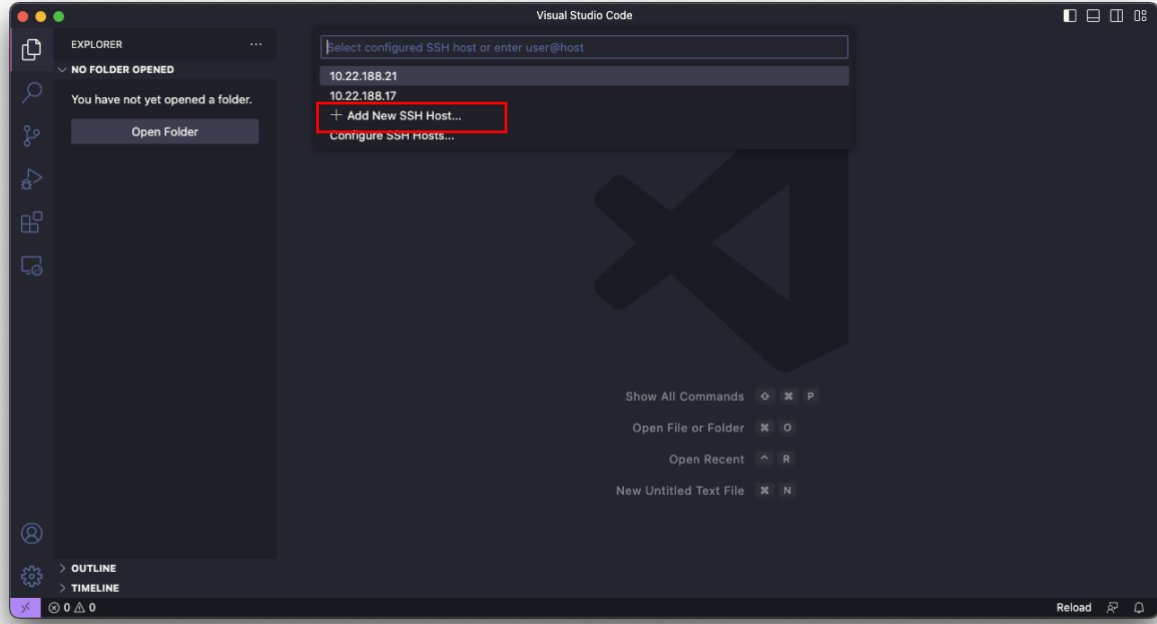 Visual Studio Code
EXPLORER
NO FOLDER OPENED
You have not yet opened a folder.
Open Folder
Select configured SSH host or enter user@host
10.22.188.21
10.22.188.17
+ Add New SSH Host...
Configure SSH Hosts...
Show All Commands ⇧ ⌘ P
Open File or Folder ⌘ O
Open Recent ^ R
New Untitled Text File ⌘ N
OUTLINE
TIMELINE
0 0
Reload